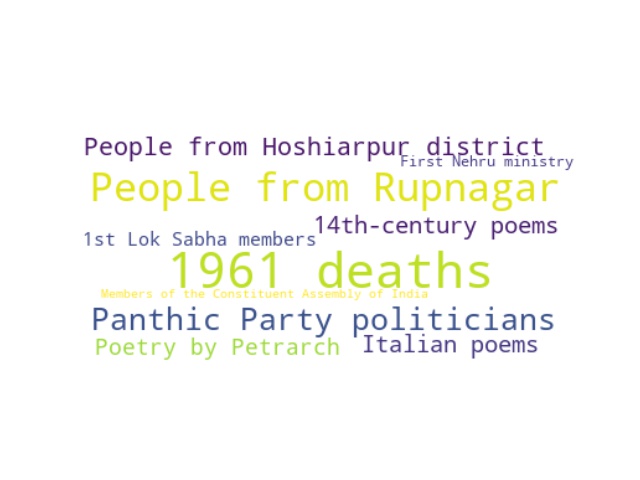 People from Hoshiarpur district
First Nehru ministry
People from Rupnagar
14th-century poems
1st Lok Sabha members
1961 deaths
Members of the Constituent Assembly of India
Panthic Party politicians
Poetry by Petrarch
Italian poems